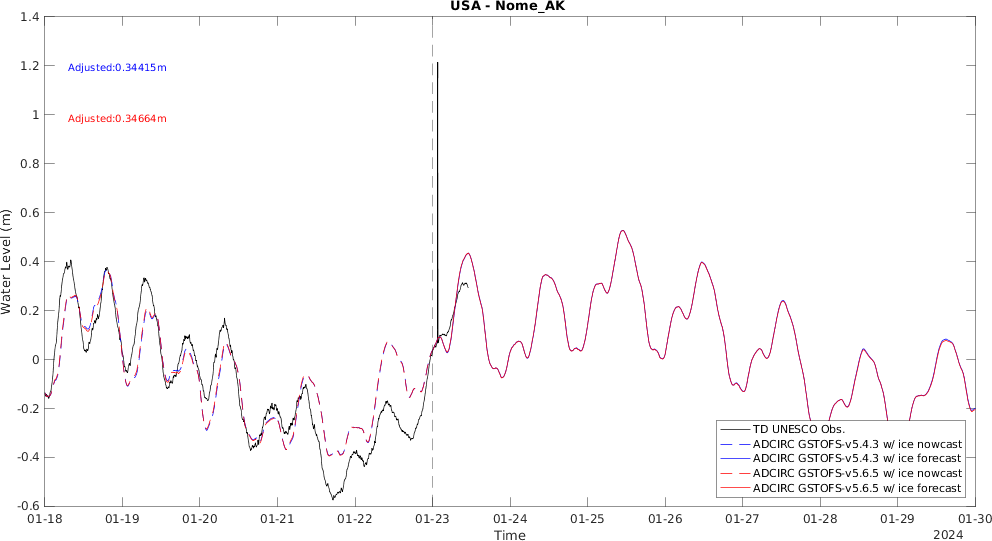 USA - Nome_AK
1.4
1.2
1
0.8
0.6
0.4
0.2
0
-0.2
-0.4
-0.6
Water Level (m)
Adjusted:0.34415m
Adjusted:0.34664m
TD UNESCO Obs.
ADCIRC GSTOFS-v5.4.3 w/ ice nowcast
ADCIRC GSTOFS-v5.4.3 w/ ice forecast
ADCIRC GSTOFS-v5.6.5 w/ ice nowcast
ADCIRC GSTOFS-v5.6.5 w/ ice forecast
01-18 01-19 01-20 01-21 01-22 01-23 01-24 01-25 01-26 01-27 01-28 01-29 01-30
Time
2024